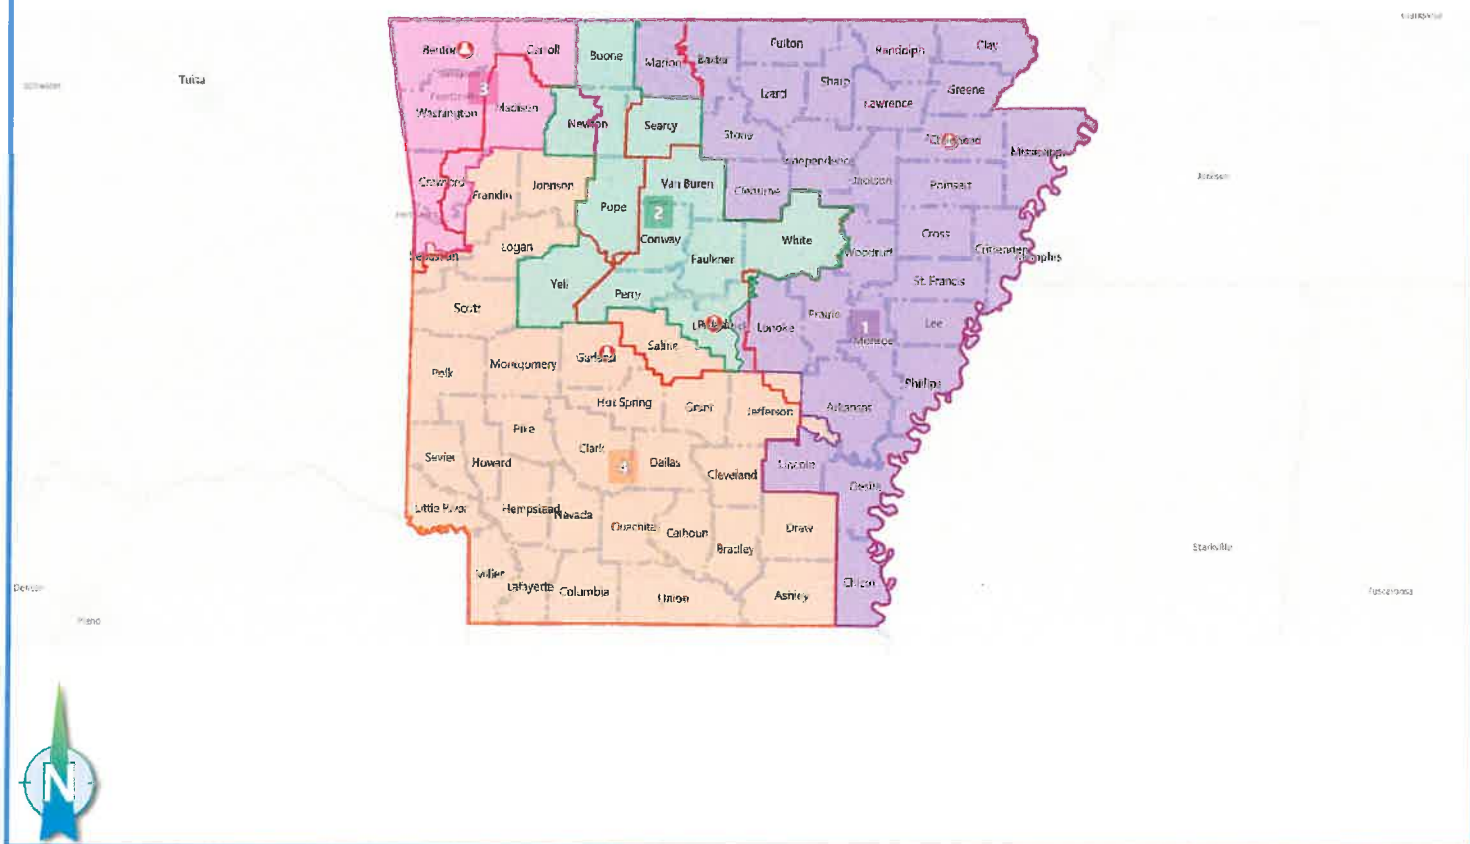 Benton
Carroll
Boone
Marion
Baxter
Fulton
Randolph
Clay
Tulsa
3
Washington
Madison
Newton
Searcy
Izard
Sharp
Lawrence
Greene
Stone
Independence
Jackson
Craighead
Mississippi
Poinsett
Jonesboro
Crawford
Franklin
Johnson
Pope
Van Buren
2
Cleburne
Conway
White
Woodruff
Cross
Crittenden
Memphis
Logan
Sebastian
Faulkner
Yell
Perry
St. Francis
Scott
Lonoke
Prairie
1
Monroe
Lee
Saline
Garland
Polk
Montgomery
Hot Spring
Grant
Jefferson
Arkansas
Phillips
Pike
Clark
4
Dallas
Cleveland
Lincoln
Desha
Sevier
Howard
Little River
Hempstead
Nevada
Ouachita
Calhoun
Bradley
Drew
Starkville
Miller
Lafayette
Columbia
Union
Ashley
Chicot
Denison
Tuscaloosa
Plano
N